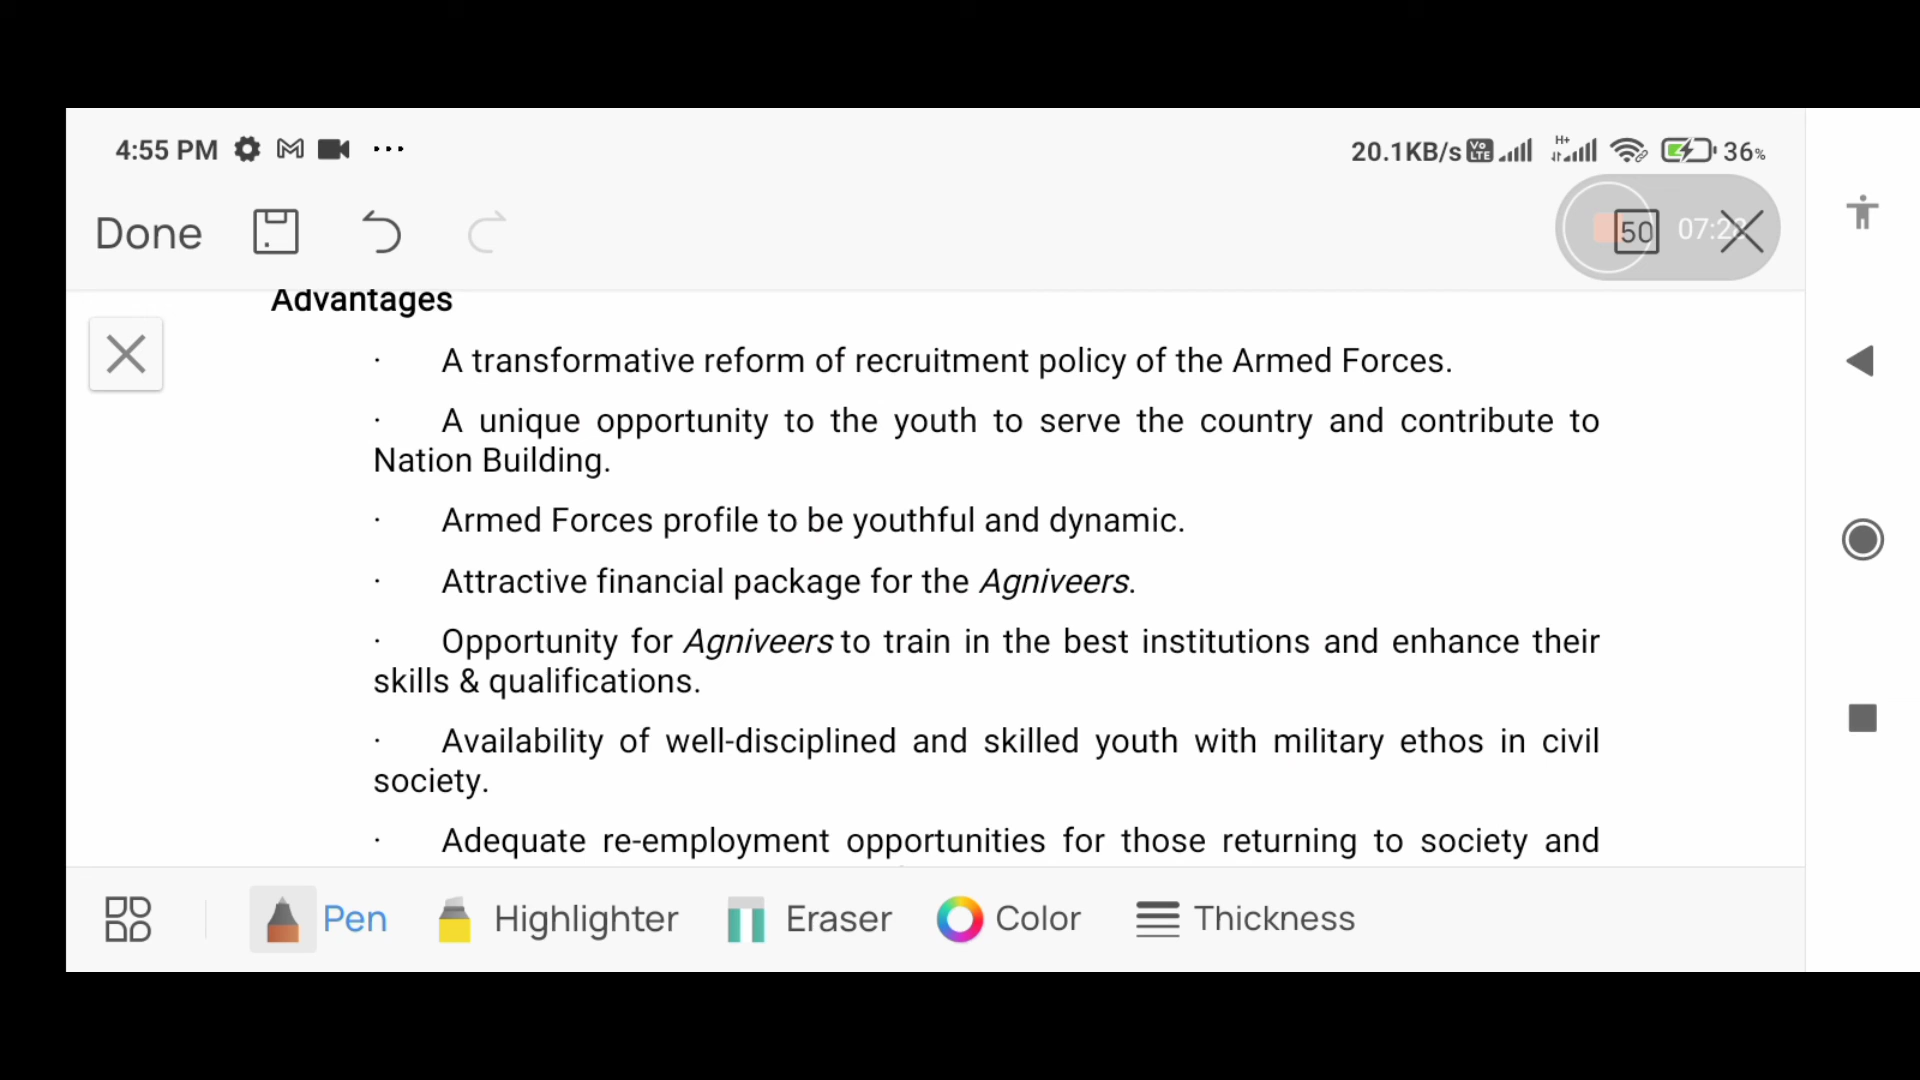 4:55 PM ... 20.1KB/s Vo LTE H+ 36%
Done 50
Advantages
· A transformative reform of recruitment policy of the Armed Forces.
· A unique opportunity to the youth to serve the country and contribute to
Nation Building.
· Armed Forces profile to be youthful and dynamic.
· Attractive financial package for the Agniveers.
· Opportunity for Agniveers to train in the best institutions and enhance their
skills & qualifications.
· Availability of well-disciplined and skilled youth with military ethos in civil
society.
· Adequate re-employment opportunities for those returning to society and
Pen Highlighter Eraser Color Thickness